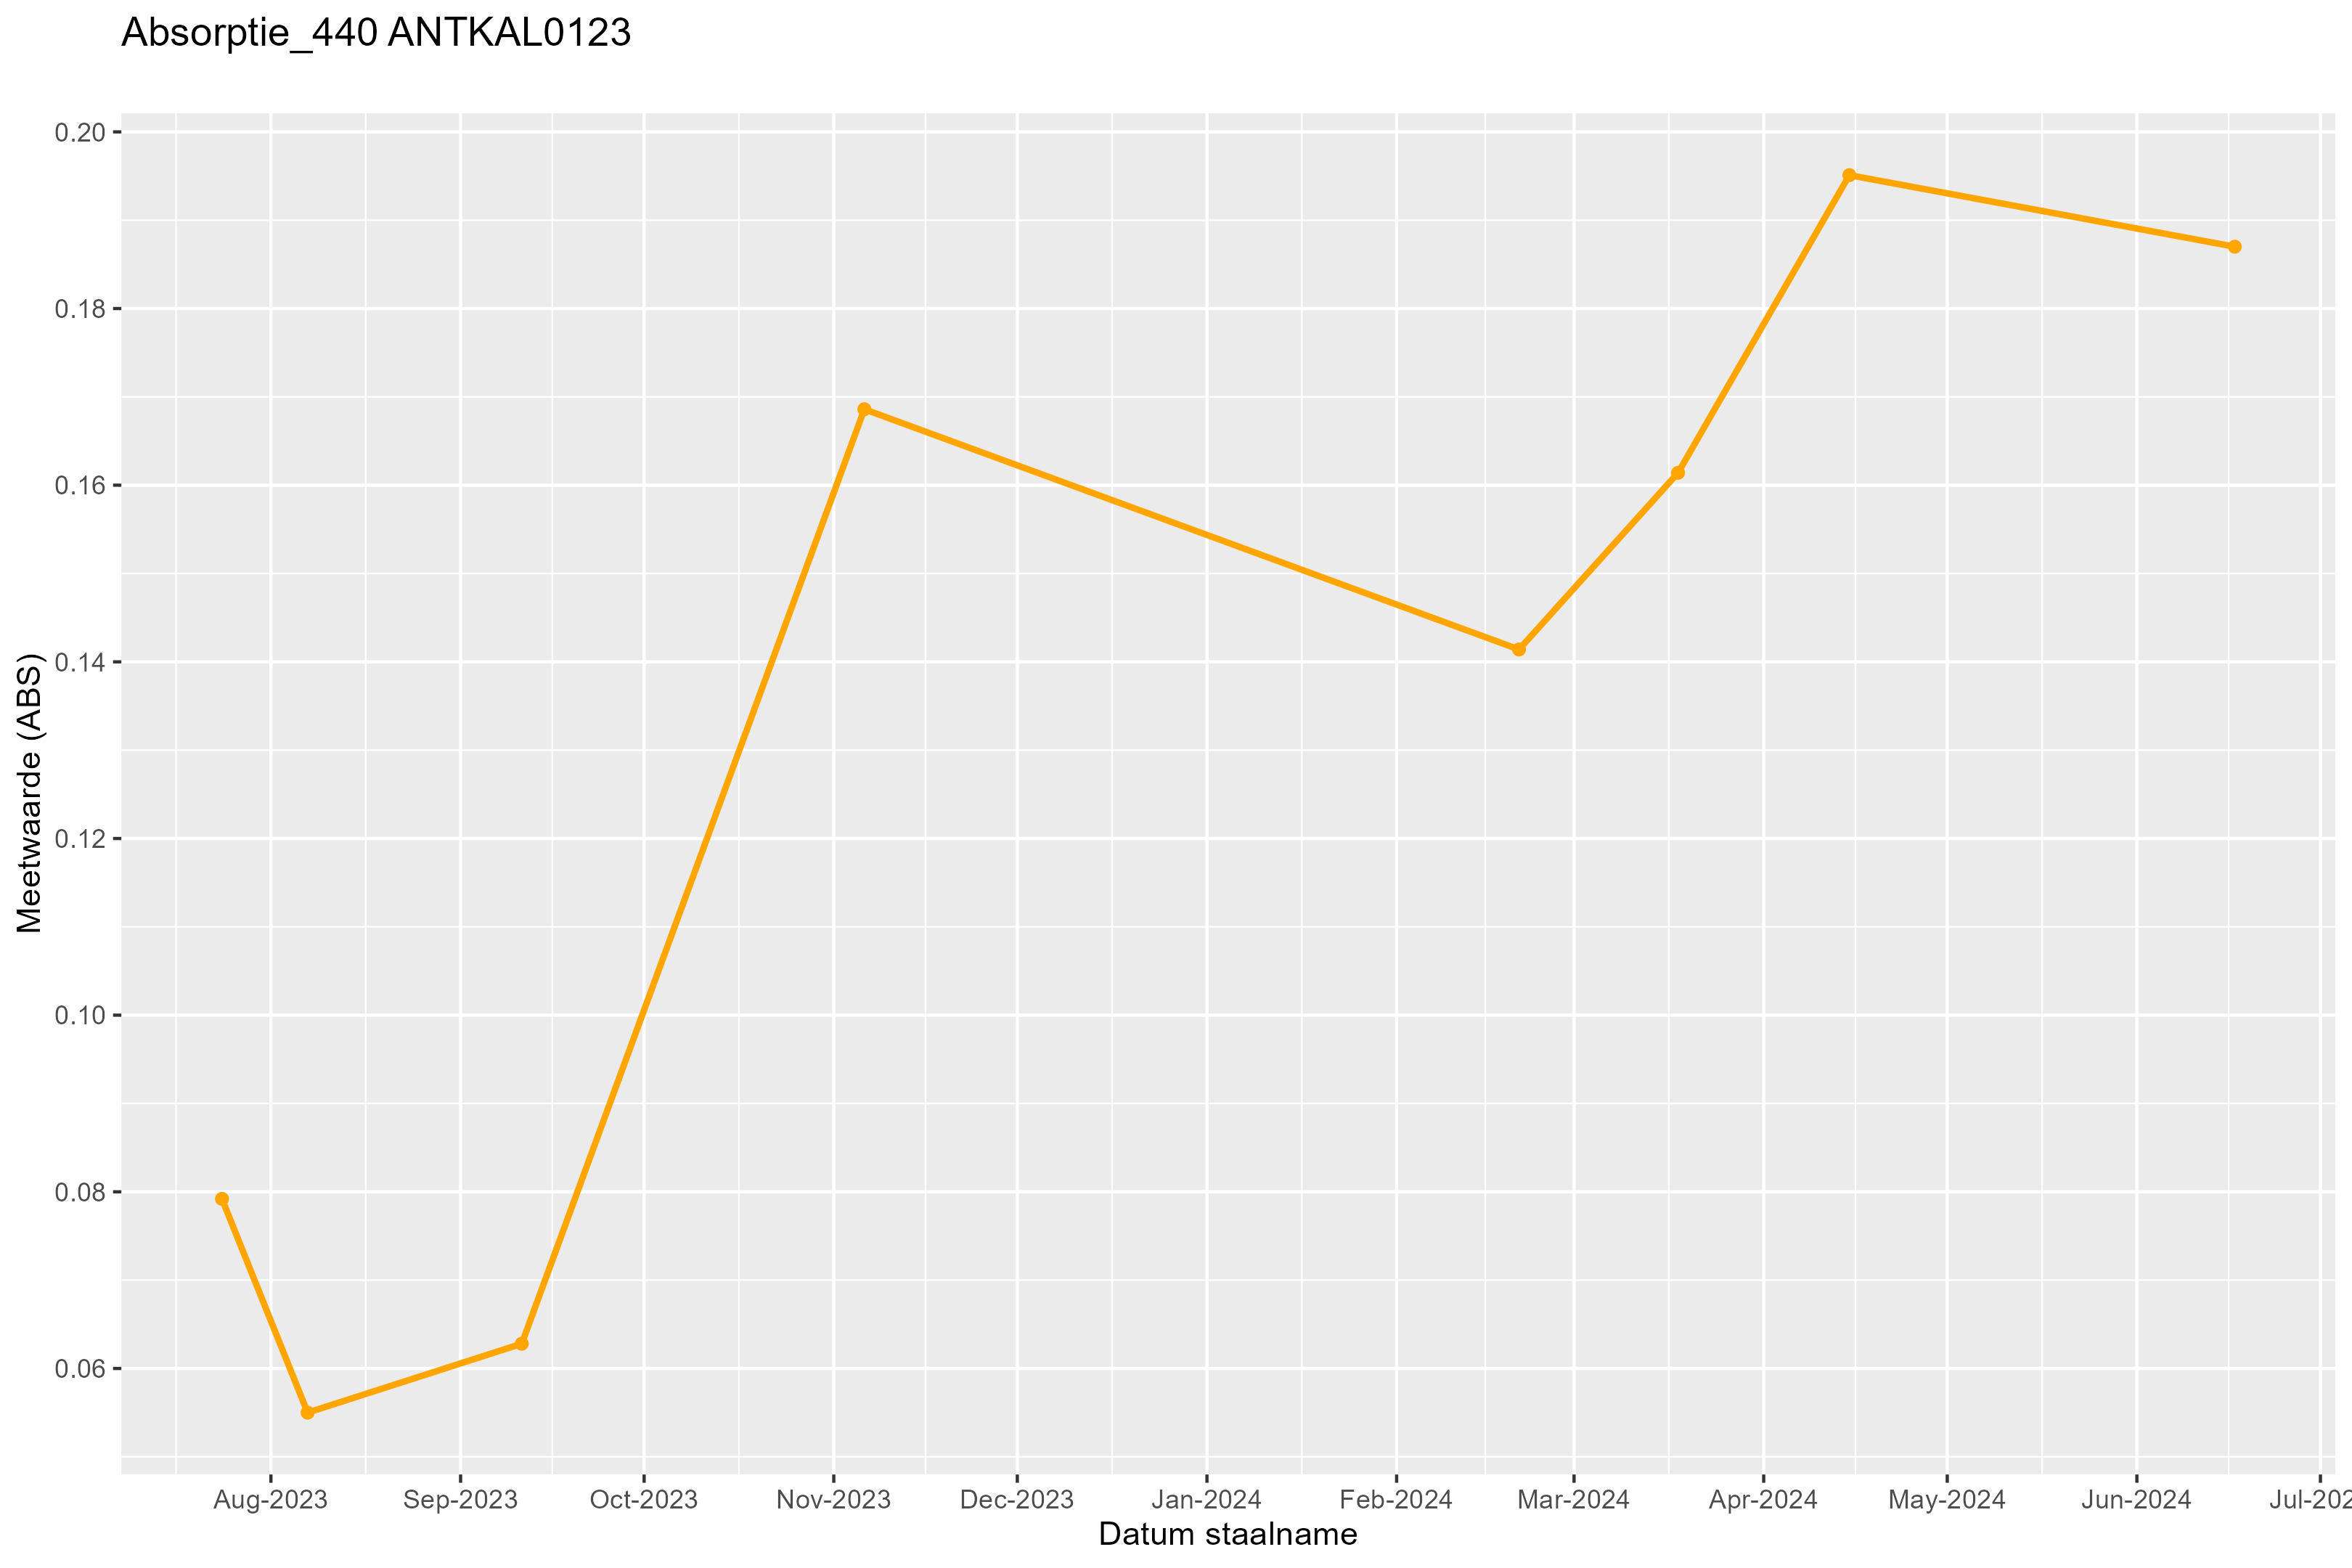 Absorptie_440 ANTKAL0123
0.20
0.18
0.16
0.14
0.12
0.10
0.08
0.06
Meetwaarde (ABS)
Aug-2023 Sep-2023 Oct-2023 Nov-2023 Dec-2023 Jan-2024 Feb-2024 Mar-2024 Apr-2024 May-2024 Jun-2024 Jul-202
Datum staalname